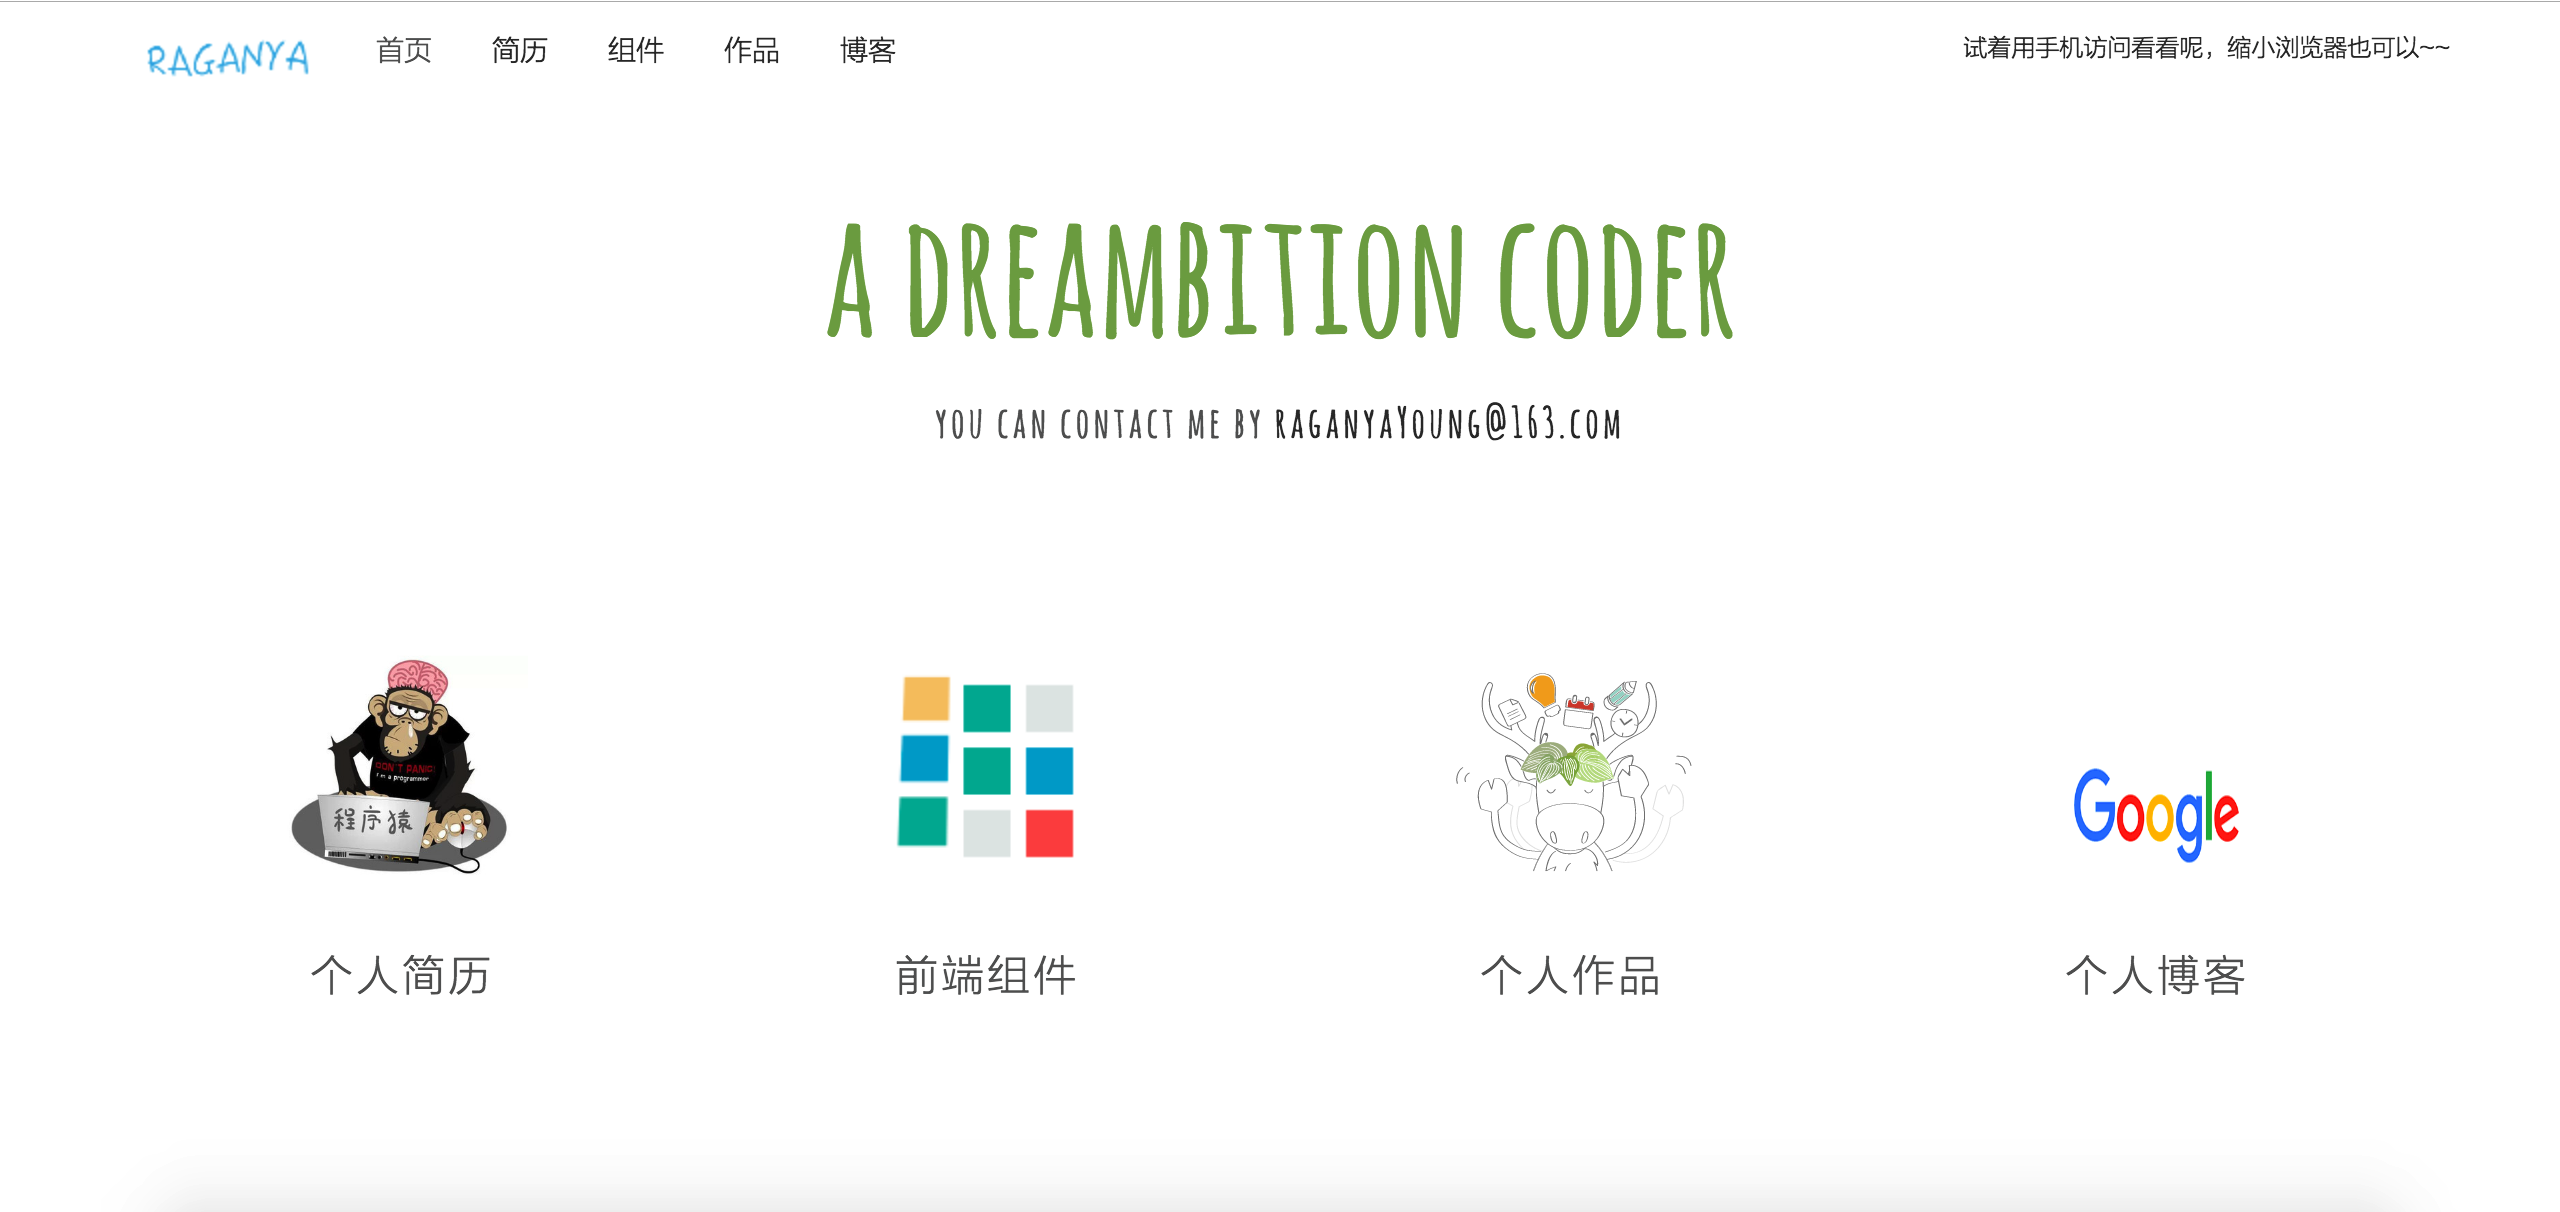 RAGANYA 首页 简历 组件 作品 博客 试着用手机访问看看呢，缩小浏览器也可以~~
A DREAMBITION CODER
YOU CAN CONTACT ME BY RAGANYAYOUNG@163.COM
DON'T PANIC!
I'm a programmer
程序猿
Google
个人简历 前端组件 个人作品 个人博客